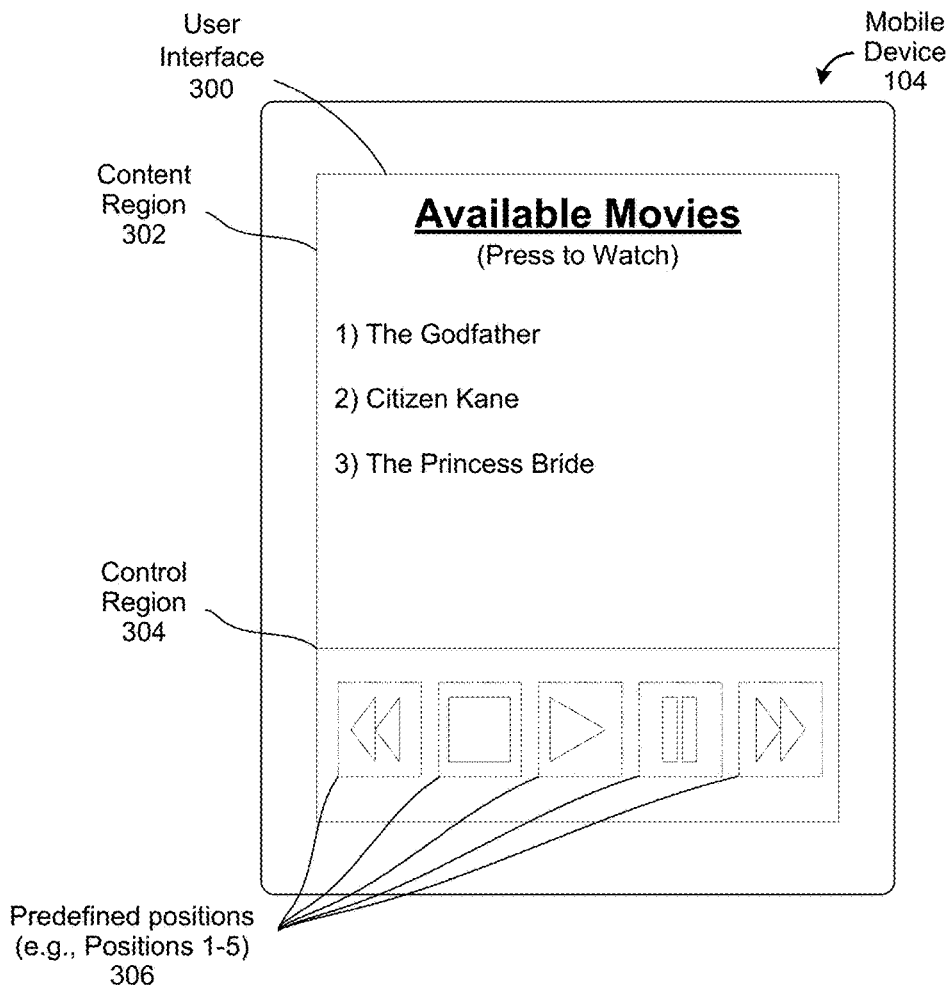 User
Interface
300
Mobile
Device
104
Content
Region
302
Available Movies
(Press to Watch)
1) The Godfather
2) Citizen Kane
3) The Princess Bride
Control
Region
304
Predefined positions
(e.g., Positions 1-5)
306